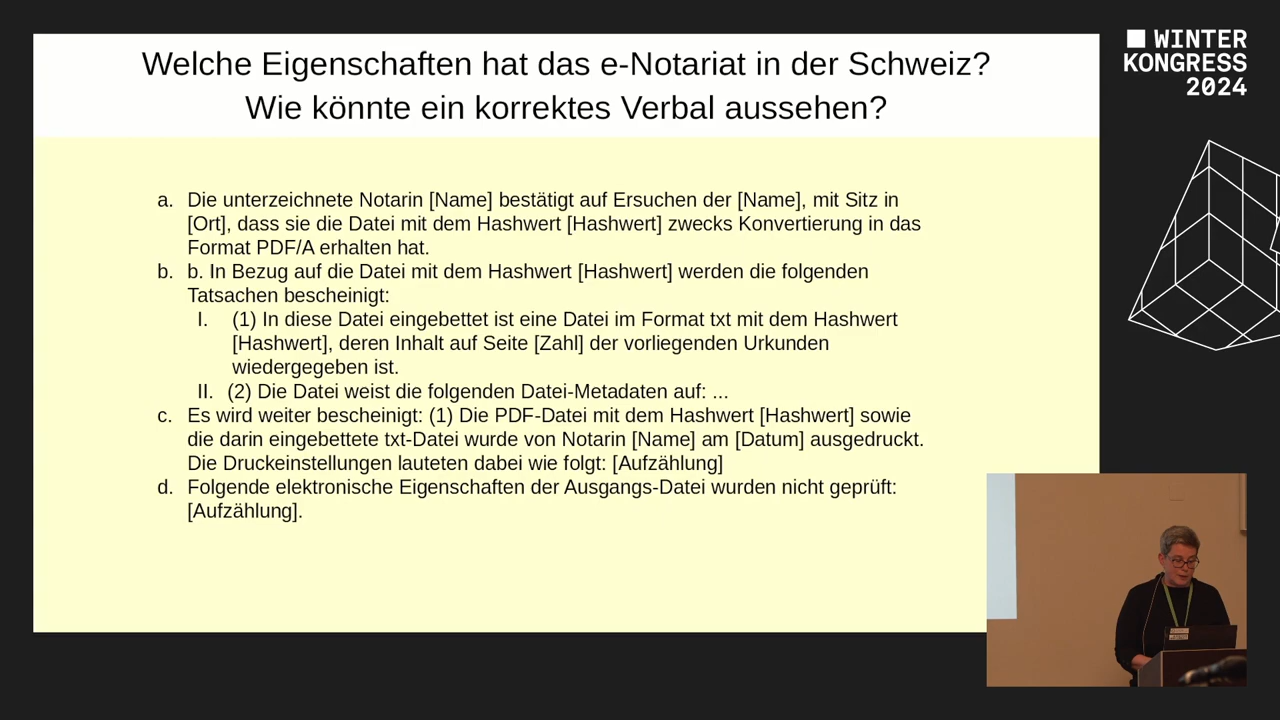 Welche Eigenschaften hat das e-Notariat in der Schweiz?
Wie könnte ein korrektes Verbal aussehen?
a. Die unterzeichnete Notarin [Name] bestätigt auf Ersuchen der [Name], mit Sitz in
[Ort], dass sie die Datei mit dem Hashwert [Hashwert] zwecks Konvertierung in das
Format PDF/A erhalten hat.
b. b. In Bezug auf die Datei mit dem Hashwert [Hashwert] werden die folgenden
Tatsachen bescheinigt:
I. (1) In diese Datei eingebettet ist eine Datei im Format txt mit dem Hashwert
[Hashwert], deren Inhalt auf Seite [Zahl] der vorliegenden Urkunden
wiedergegeben ist.
II. (2) Die Datei weist die folgenden Datei-Metadaten auf: ...
c. Es wird weiter bescheinigt: (1) Die PDF-Datei mit dem Hashwert [Hashwert] sowie
die darin eingebettete txt-Datei wurde von Notarin [Name] am [Datum] ausgedruckt.
Die Druckeinstellungen lauteten dabei wie folgt: [Aufzählung]
d. Folgende elektronische Eigenschaften der Ausgangs-Datei wurden nicht geprüft:
[Aufzählung].
WINTER
KONGRESS
2024